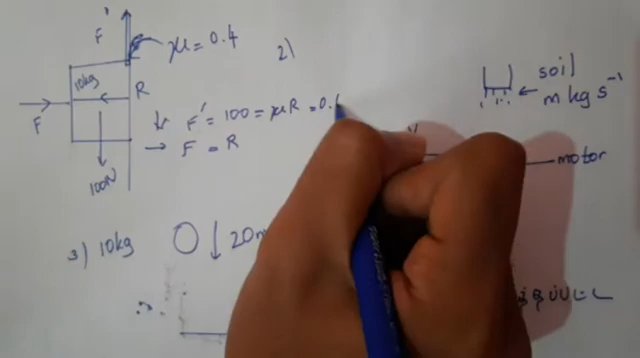 F'
μ = 0.4
2)
10kg
R
F
100N
↓ F' = 100 = μR = 0.
→ F = R
soil
m kg s⁻¹
motor
3) 10kg
20m